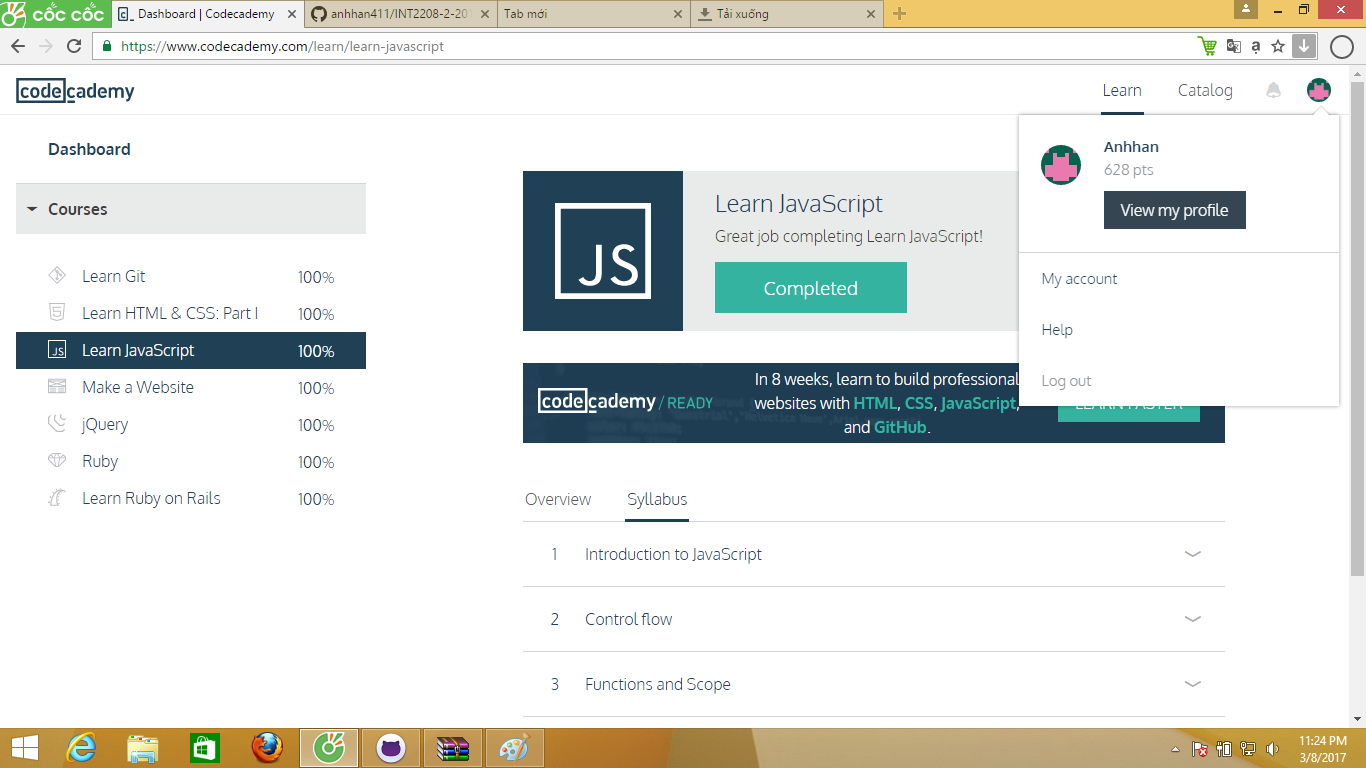 cốc cốc
Dashboard | Codecademy
anhhan411/INT2208-2-201
Tab mới
Tải xuống
https://www.codecademy.com/learn/learn-javascript
codecademy
Learn
Catalog
Anhhan
628 pts
View my profile
My account
Help
Log out
Dashboard
Courses
Learn Git 100%
Learn HTML & CSS: Part I 100%
JS Learn JavaScript 100%
Make a Website 100%
jQuery 100%
Ruby 100%
Learn Ruby on Rails 100%
JS
Learn JavaScript
Great job completing Learn JavaScript!
Completed
codecademy / READY
In 8 weeks, learn to build professional
websites with HTML, CSS, JavaScript,
and GitHub.
LEARN FASTER
Overview
Syllabus
1 Introduction to JavaScript
2 Control flow
3 Functions and Scope
11:24 PM
3/8/2017